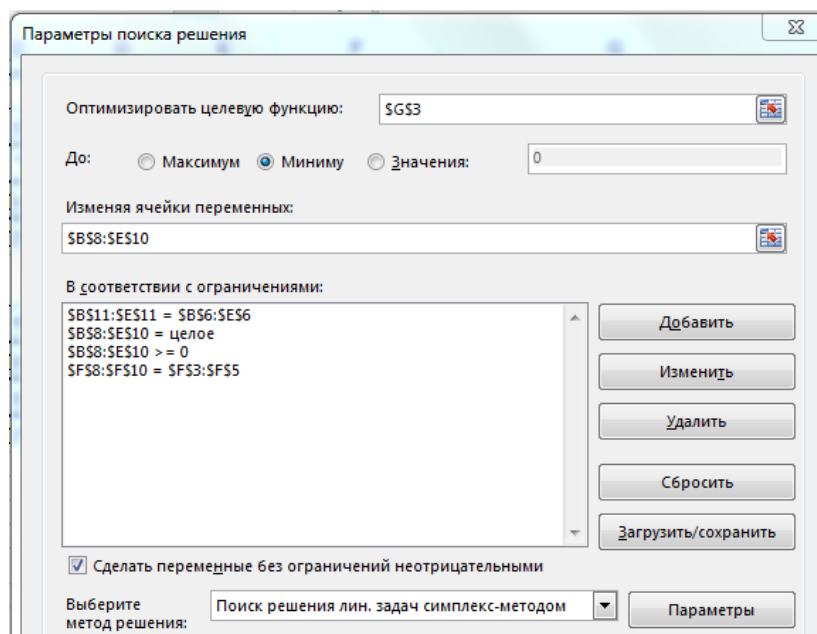 Параметры поиска решения
Оптимизировать целевую функцию: $G$3
До: Максимум Миниму Значения: 0
Изменяя ячейки переменных:
$B$8:$E$10
В соответствии с ограничениями:
$B$11:$E$11 = $B$6:$E$6
$B$8:$E$10 = целое
$B$8:$E$10 >= 0
$F$8:$F$10 = $F$3:$F$5
Добавить
Изменить
Удалить
Сбросить
Загрузить/сохранить
Сделать переменные без ограничений неотрицательными
Выберите
метод решения:
Поиск решения лин. задач симплекс-методом
Параметры